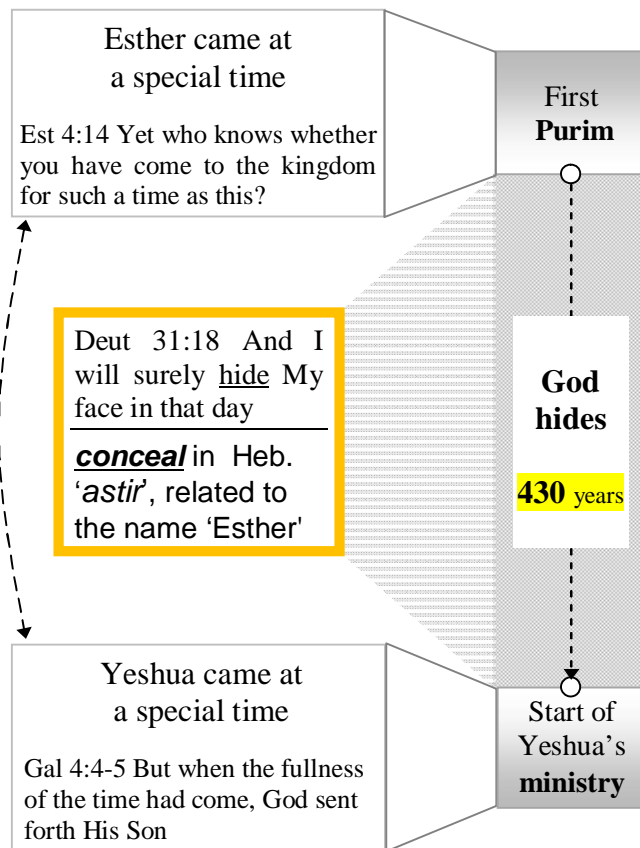 Esther came at
a special time
Est 4:14 Yet who knows whether
you have come to the kingdom
for such a time as this?
First
Purim
Deut 31:18 And I
will surely hide My
face in that day
conceal in Heb.
‘astir’, related to
the name ‘Esther’
God
hides
430 years
Yeshua came at
a special time
Gal 4:4-5 But when the fullness
of the time had come, God sent
forth His Son
Start of
Yeshua’s
ministry